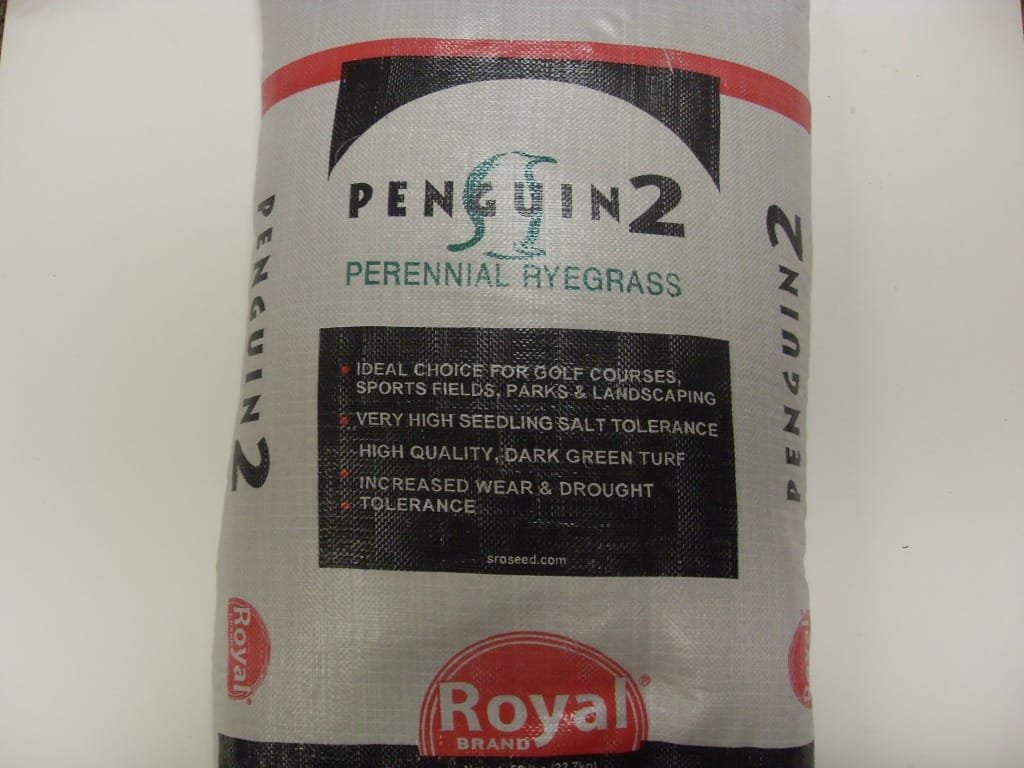 PENGUIN 2
PERENNIAL RYEGRASS
PENGUIN 2
PENGUIN 2
IDEAL CHOICE FOR GOLF COURSES,
SPORTS FIELDS, PARKS & LANDSCAPING
VERY HIGH SEEDLING SALT TOLERANCE
HIGH QUALITY, DARK GREEN TURF
INCREASED WEAR & DROUGHT
TOLERANCE
sroseed.com
Royal
BRAND
Royal®
BRAND